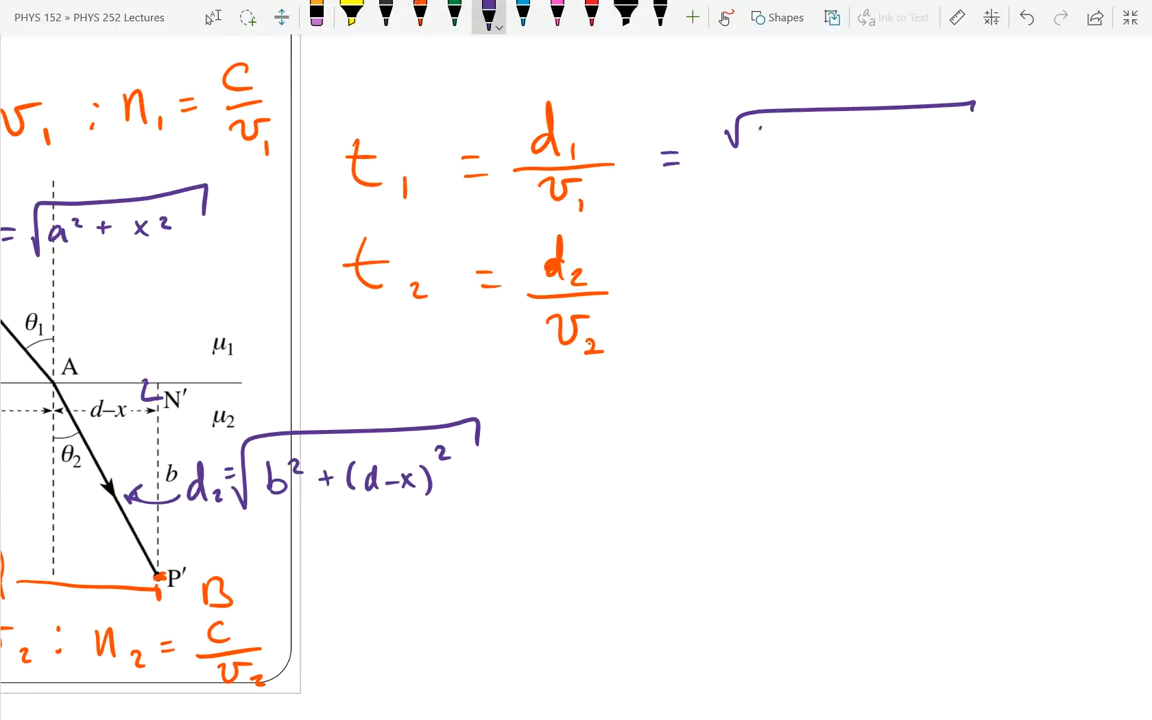 PHYS 152 » PHYS 252 Lectures
Shapes
Ink to Text
v₁ : n₁ = C/v₁
t₁ = d₁/v₁ = √
= √a² + x²
t₂ = d₂/v₂
θ₁
A
μ₁
N′
d–x
μ₂
θ₂
b
d₂ = √b² + (d-x)²
P′
B
₂ : n₂ = C/v₂